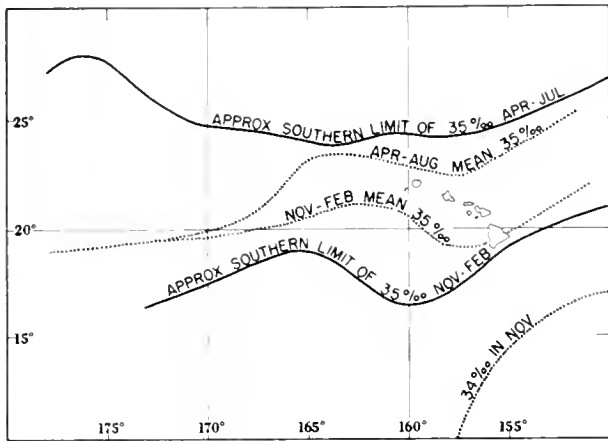 APPROX SOUTHERN LIMIT OF 35‰ APR-JUL
25°
APR-AUG MEAN 35‰
NOV-FEB MEAN 35‰
20°
APPROX SOUTHERN LIMIT OF 35‰ NOV-FEB
15°
34‰ IN NOV
175° 170° 165° 160° 155°